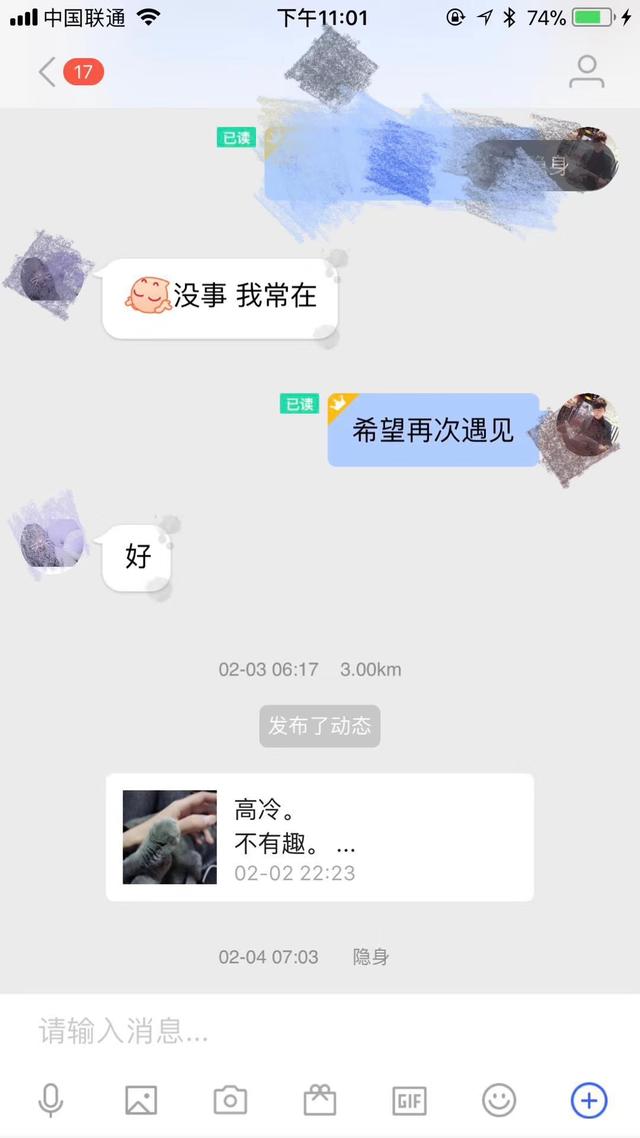 中国联通 下午11:01 74%
17
已读
隐身
没事 我常在
已读 希望再次遇见
好
02-03 06:17 3.00km
发布了动态
高冷。
不有趣。 ...
02-02 22:23
02-04 07:03 隐身
请输入消息...
GIF